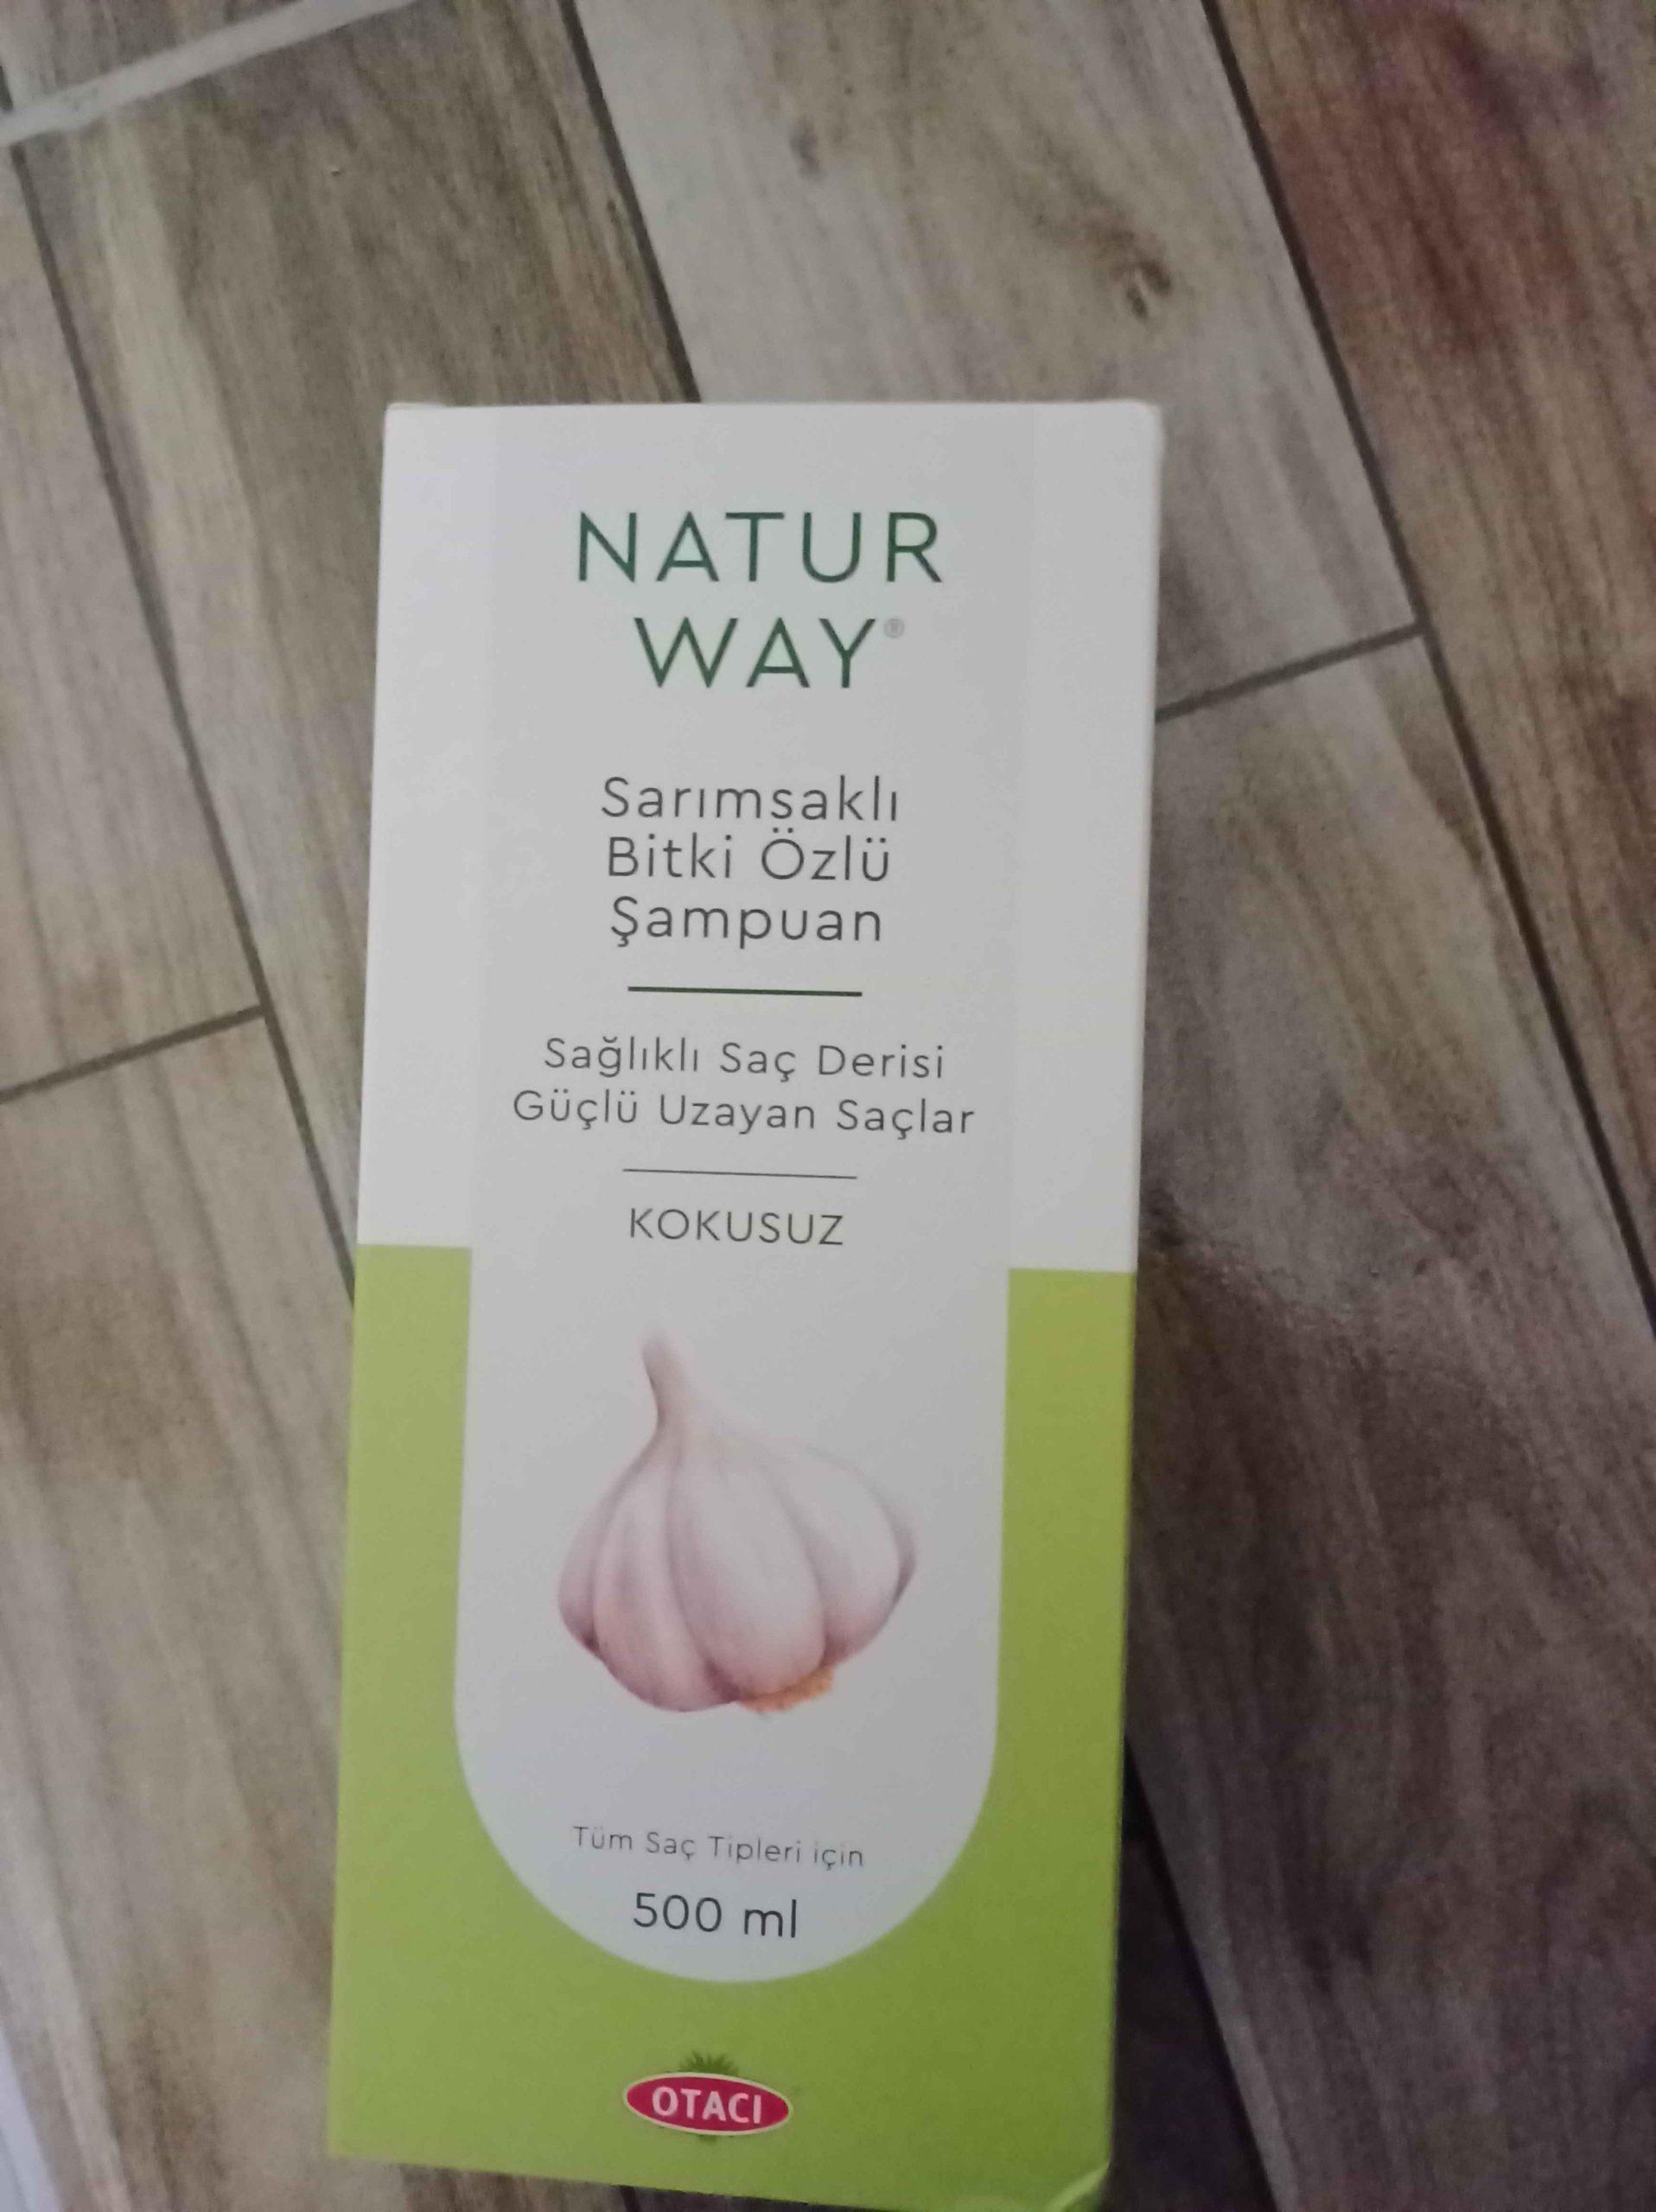 NATUR
WAY®
Sarımsaklı
Bitki Özlü
Şampuan
Sağlıklı Saç Derisi
Güçlü Uzayan Saçlar
KOKUSUZ
Tüm Saç Tipleri için
500 ml
OTACI